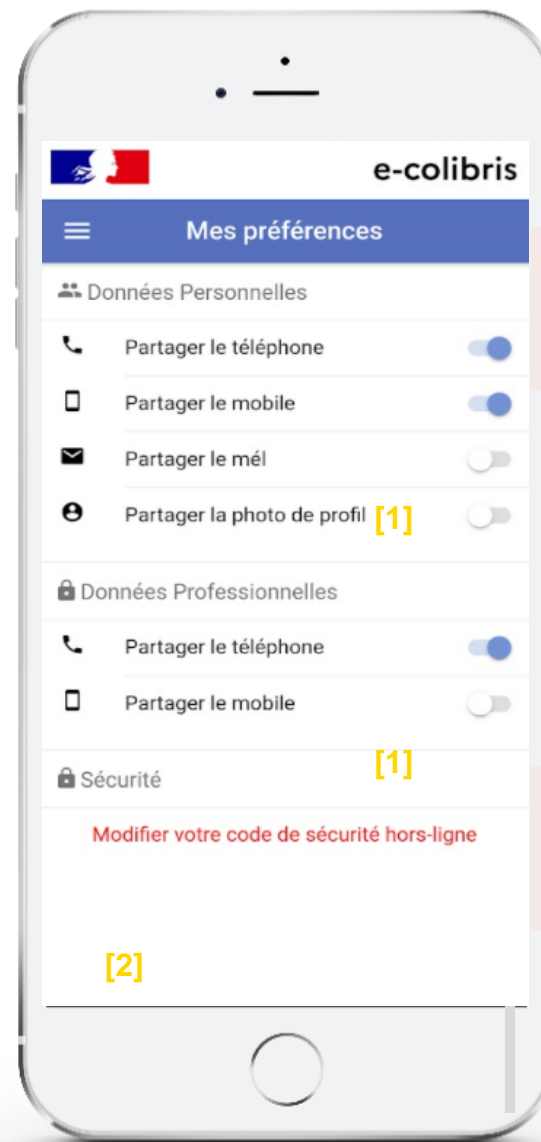 e-colibris
Mes préférences
Données Personnelles
Partager le téléphone
Partager le mobile
Partager le mél
Partager la photo de profil [1]
Données Professionnelles
Partager le téléphone
Partager le mobile
[1]
Sécurité
Modifier votre code de sécurité hors-ligne
[2]